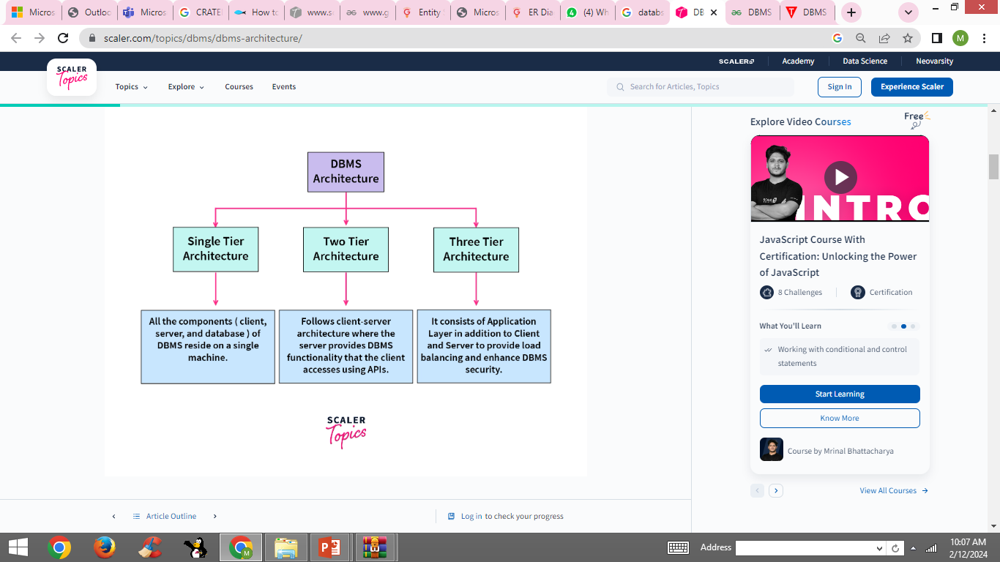 Micros
Outloo
Micros
CRATE
How to
www.s
www.g
Entity
Micros
ER Dia
(4) Wh
databs
DB
DBMS
DBMS
scaler.com/topics/dbms/dbms-architecture/
M
SCALER
Academy
Data Science
Neovarsity
SCALER
Topics
Topics
Explore
Courses
Events
Search for Articles, Topics
Sign In
Experience Scaler
DBMS
Architecture
Single Tier
Architecture
Two Tier
Architecture
Three Tier
Architecture
All the components ( client,
server, and database ) of
DBMS reside on a single
machine.
Follows client-server
architecture where the
server provides DBMS
functionality that the client
accesses using APIs.
It consists of Application
Layer in addition to Client
and Server to provide load
balancing and enhance DBMS
security.
SCALER
Topics
Article Outline
Log in to check your progress
Explore Video Courses
Free
INTRO
JavaScript Course With
Certification: Unlocking the Power
of JavaScript
8 Challenges
Certification
What You'll Learn
Working with conditional and control
statements
Start Learning
Know More
Course by Mrinal Bhattacharya
View All Courses
Address
10:07 AM
2/12/2024